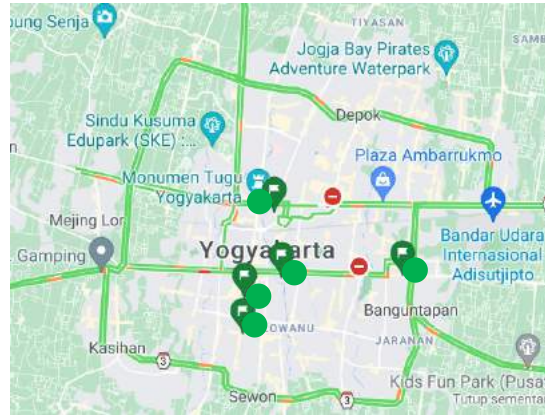 ung Senja
TIYASAN
SAMB
Jogja Bay Pirates
Adventure Waterpark
Sindu Kusuma
Edupark (SKE) :...
Depok
Monumen Tugu
Yogyakarta
Plaza Ambarrukmo
Mejing Lor
Gamping
Yogyakarta
Bandar Udara
Internasional
Adisutjipto
Banguntapan
OWANU
JARANAN
Kasihan
3
Sewon
3
Kids Fun Park (Pusat
Tutup sementar